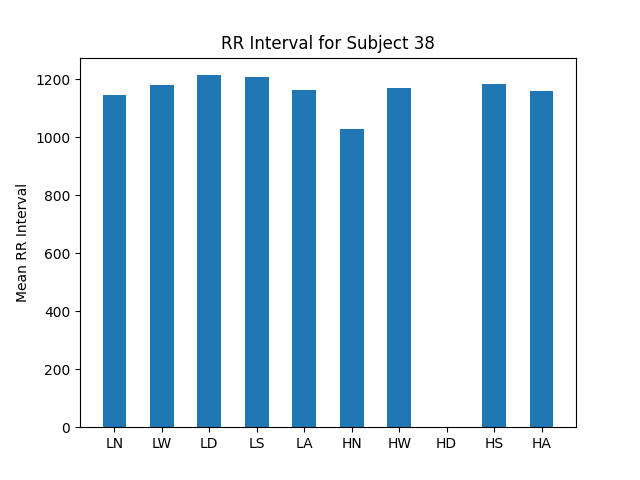 RR Interval for Subject 38
Mean RR Interval
1200
1000
800
600
400
200
0
LN LW LD LS LA HN HW HD HS HA